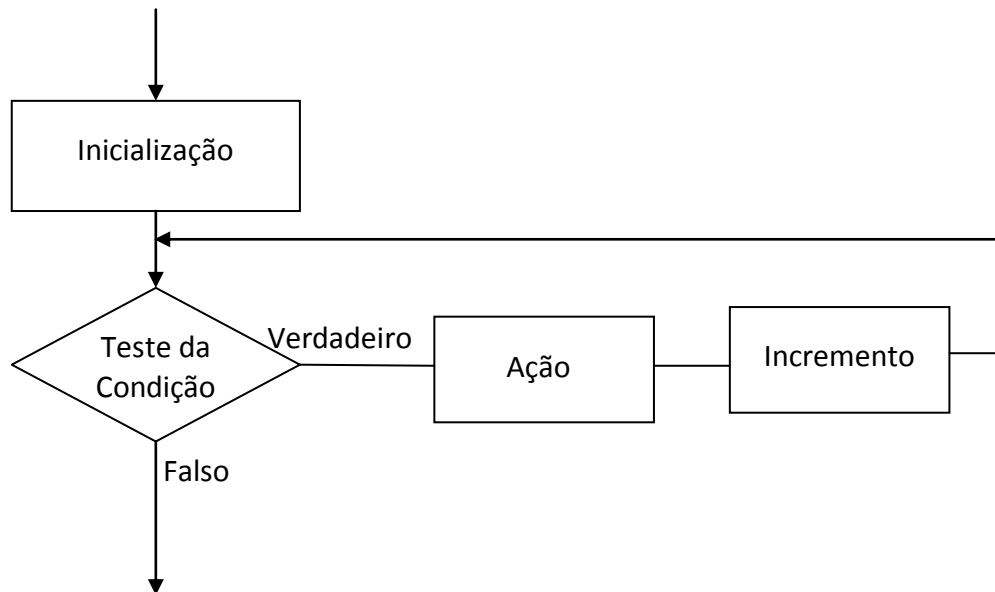 Inicialização
Verdadeiro
Teste da
Condição
Ação
Incremento
Falso